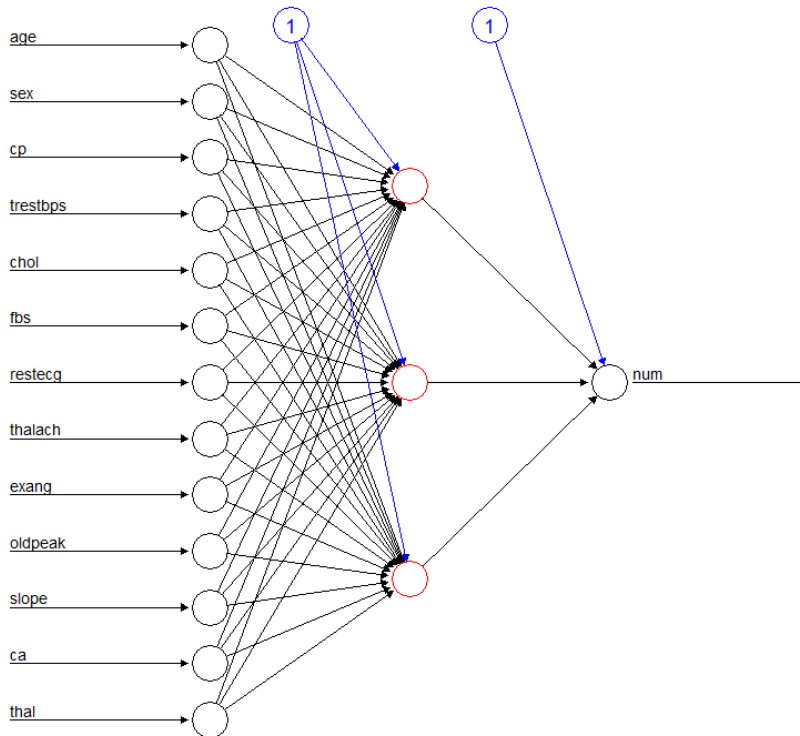 1 1
age
sex
cp
trestbps
chol
fbs
restecg
num
thalach
exang
oldpeak
slope
ca
thal